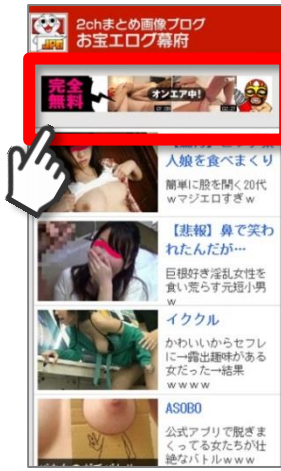 2chまとめ画像ブログ
お宝エログ幕府
完全
無料
オンエア中!
人娘を食べまくり
簡単に股を開く20代
wマジエロすぎw
【悲報】鼻で笑わ
れたんだが…
巨根好き淫乱女性を
食い荒らす元短小男
w
イククル
かわいいからセフレ
に→露出趣味がある
女だった→結果
wwww
ASOBO
公式アプリで脱ぎま
くってる女たちが壮
絶なバトルwww